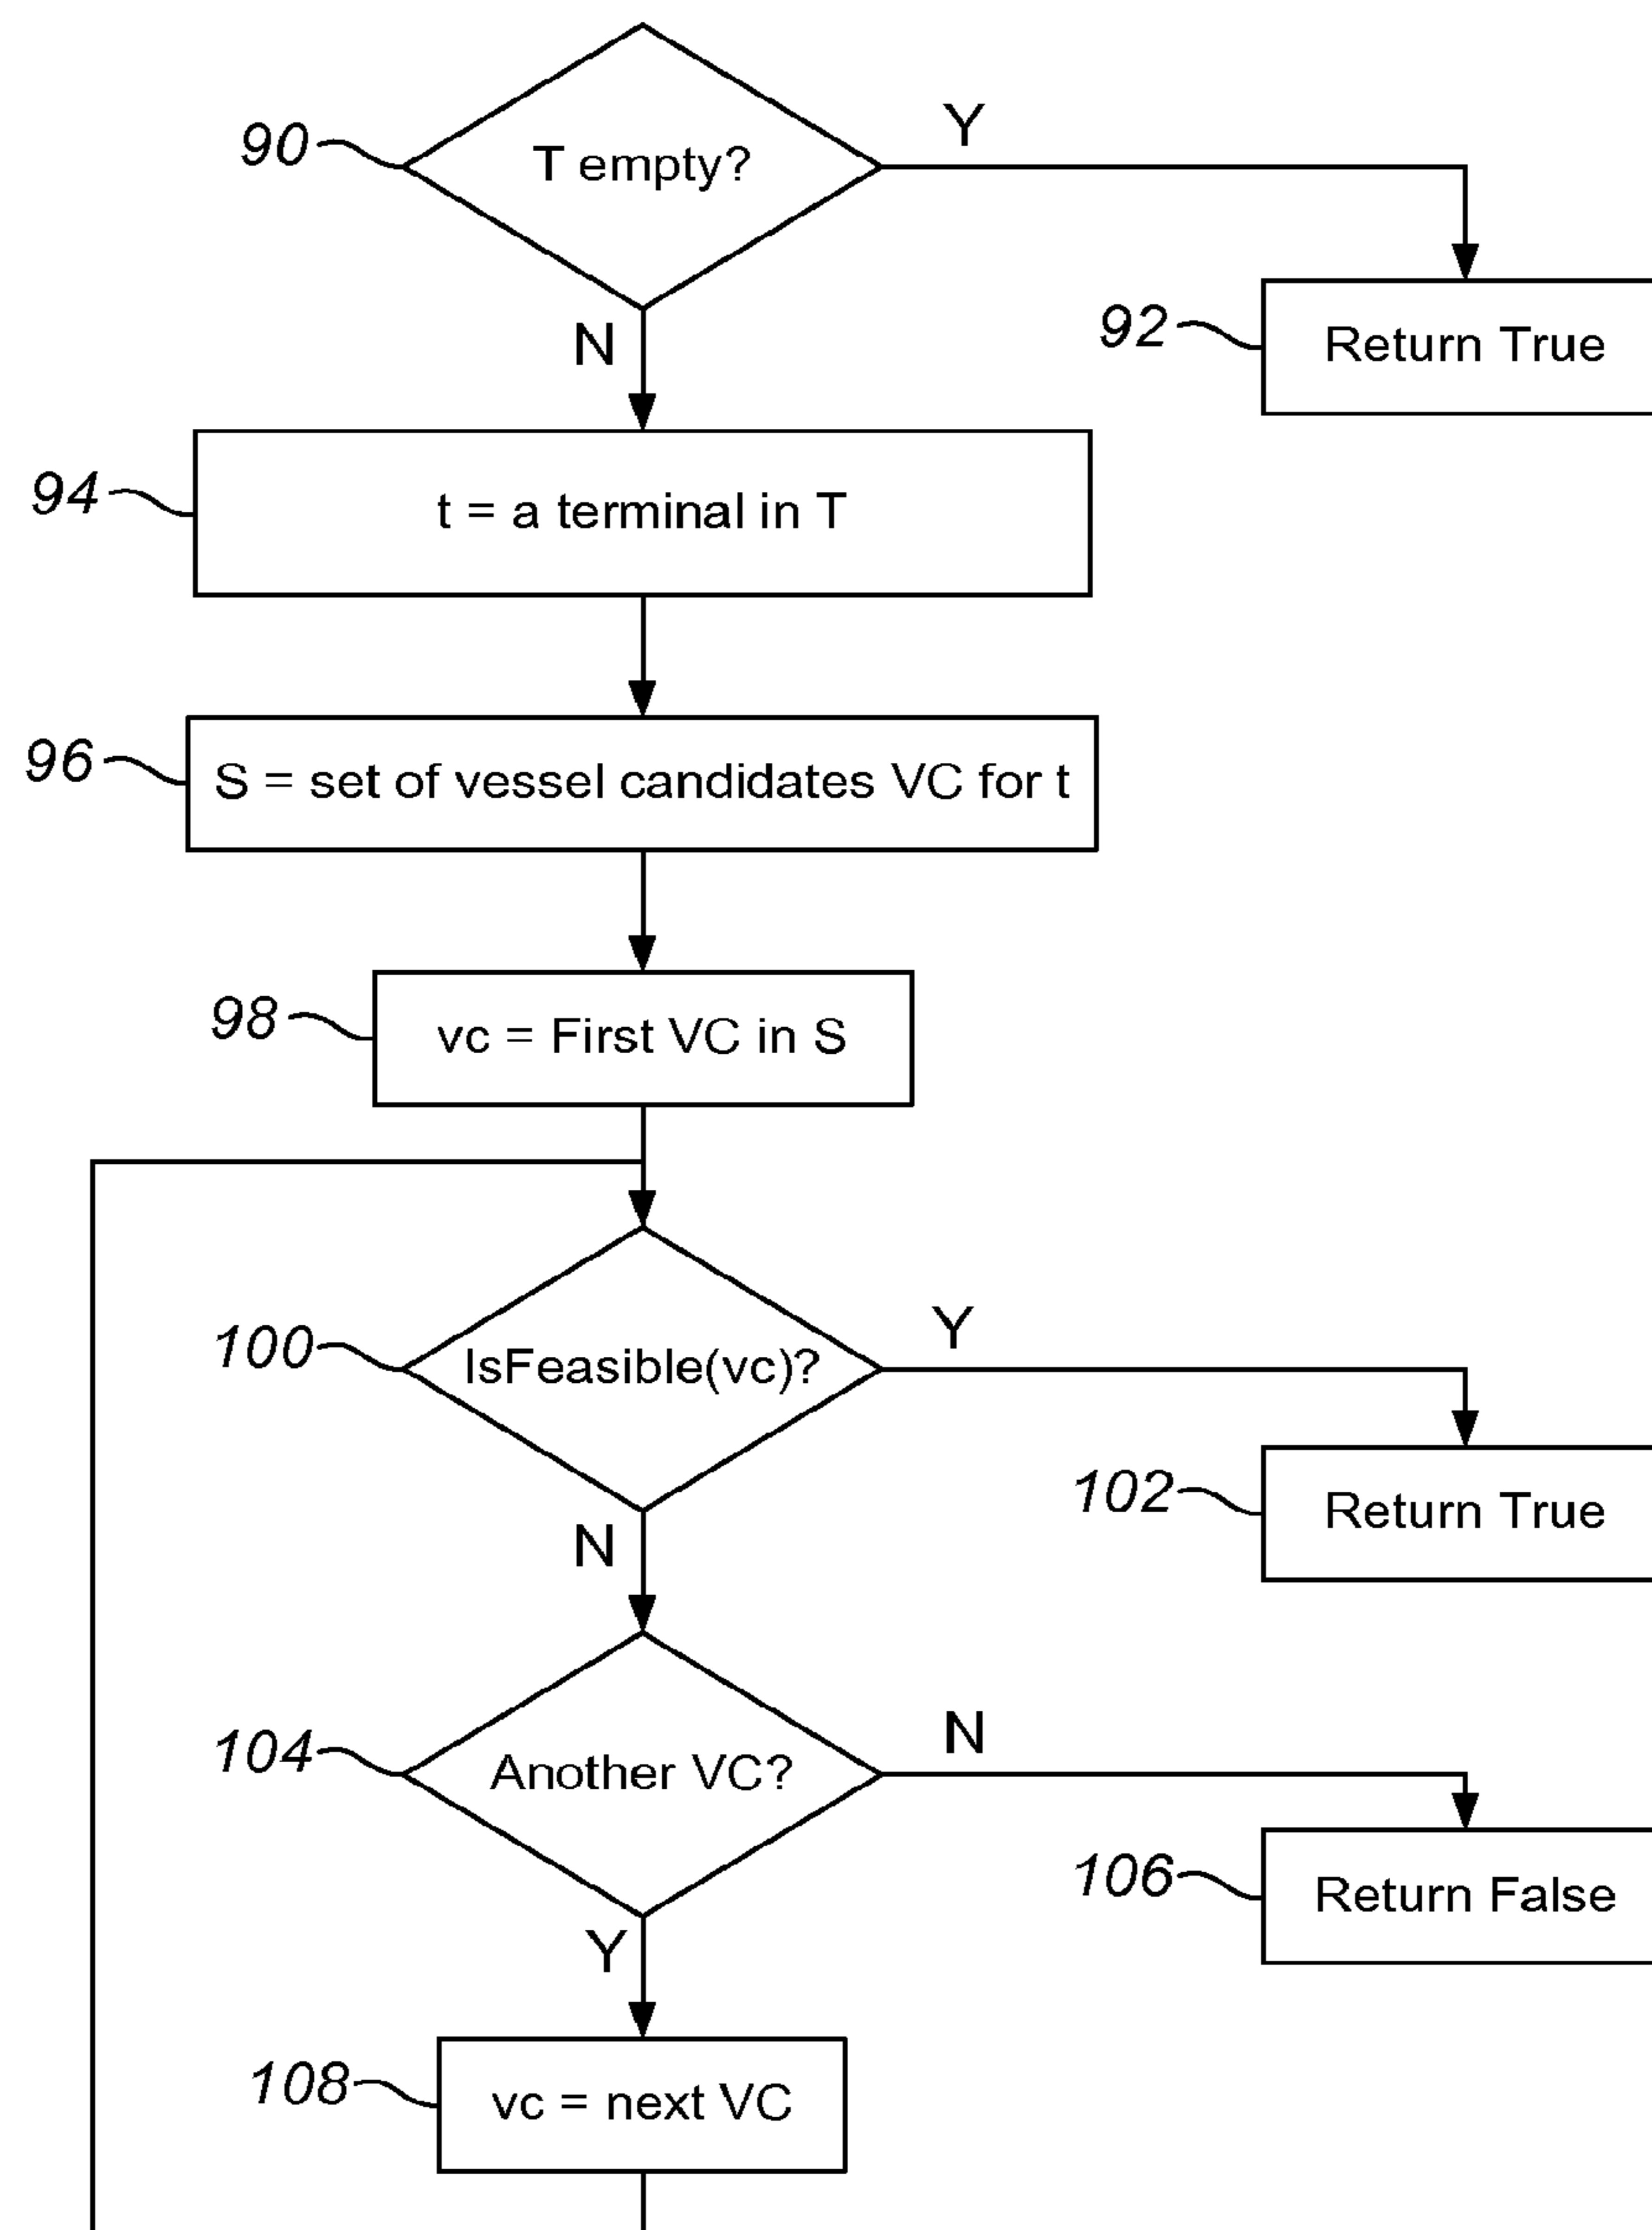 90
T empty?
Y
92
Return True
N
94
t = a terminal in T
96
S = set of vessel candidates VC for t
98
vc = First VC in S
100
IsFeasible(vc)?
Y
102
Return True
N
104
Another VC?
N
106
Return False
Y
108
vc = next VC